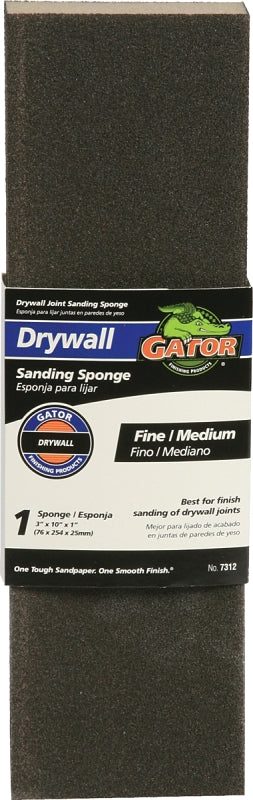 Drywall Joint Sanding Sponge
Esponja para lijar juntas en paredes de yeso
Drywall
GATOR
FINISHING PRODUCTS®
Sanding Sponge
Esponja para lijar
GATOR
DRYWALL
FINISHING PRODUCTS
Fine / Medium
Fino / Mediano
Best for finish
sanding of drywall joints
Mejor para lijado de acabado
en juntas de paredes de yeso
1 Sponge / Esponja
3" x 10" x 1"
(76 x 254 x 25mm)
One Tough Sandpaper. One Smooth Finish.®
No. 7312